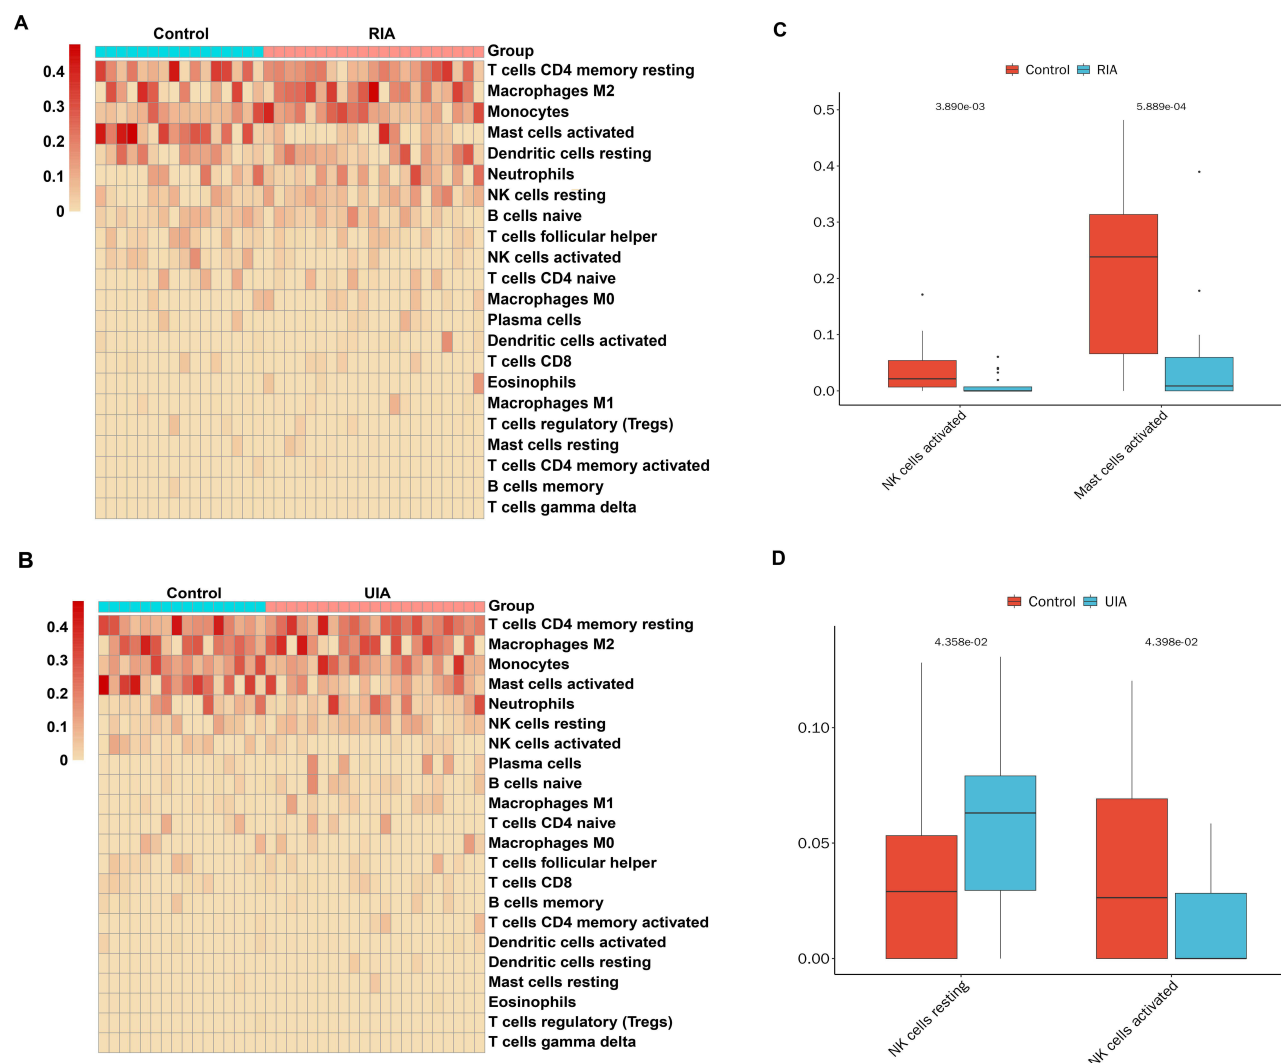 A
Control RIA
Group
0.4
0.3
0.2
0.1
0
T cells CD4 memory resting
Macrophages M2
Monocytes
Mast cells activated
Dendritic cells resting
Neutrophils
NK cells resting
B cells naive
T cells follicular helper
NK cells activated
T cells CD4 naive
Macrophages M0
Plasma cells
Dendritic cells activated
T cells CD8
Eosinophils
Macrophages M1
T cells regulatory (Tregs)
Mast cells resting
T cells CD4 memory activated
B cells memory
T cells gamma delta
B
Control UIA
Group
0.4
0.3
0.2
0.1
0
T cells CD4 memory resting
Macrophages M2
Monocytes
Mast cells activated
Neutrophils
NK cells resting
NK cells activated
Plasma cells
B cells naive
Macrophages M1
T cells CD4 naive
Macrophages M0
T cells follicular helper
T cells CD8
B cells memory
T cells CD4 memory activated
Dendritic cells activated
Dendritic cells resting
Mast cells resting
Eosinophils
T cells regulatory (Tregs)
T cells gamma delta
C
Control RIA
3.890e-03 5.889e-04
0.5
0.4
0.3
0.2
0.1
0.0
NK cells activated
Mast cells activated
D
Control UIA
4.358e-02 4.398e-02
0.10
0.05
0.00
NK cells resting
NK cells activated